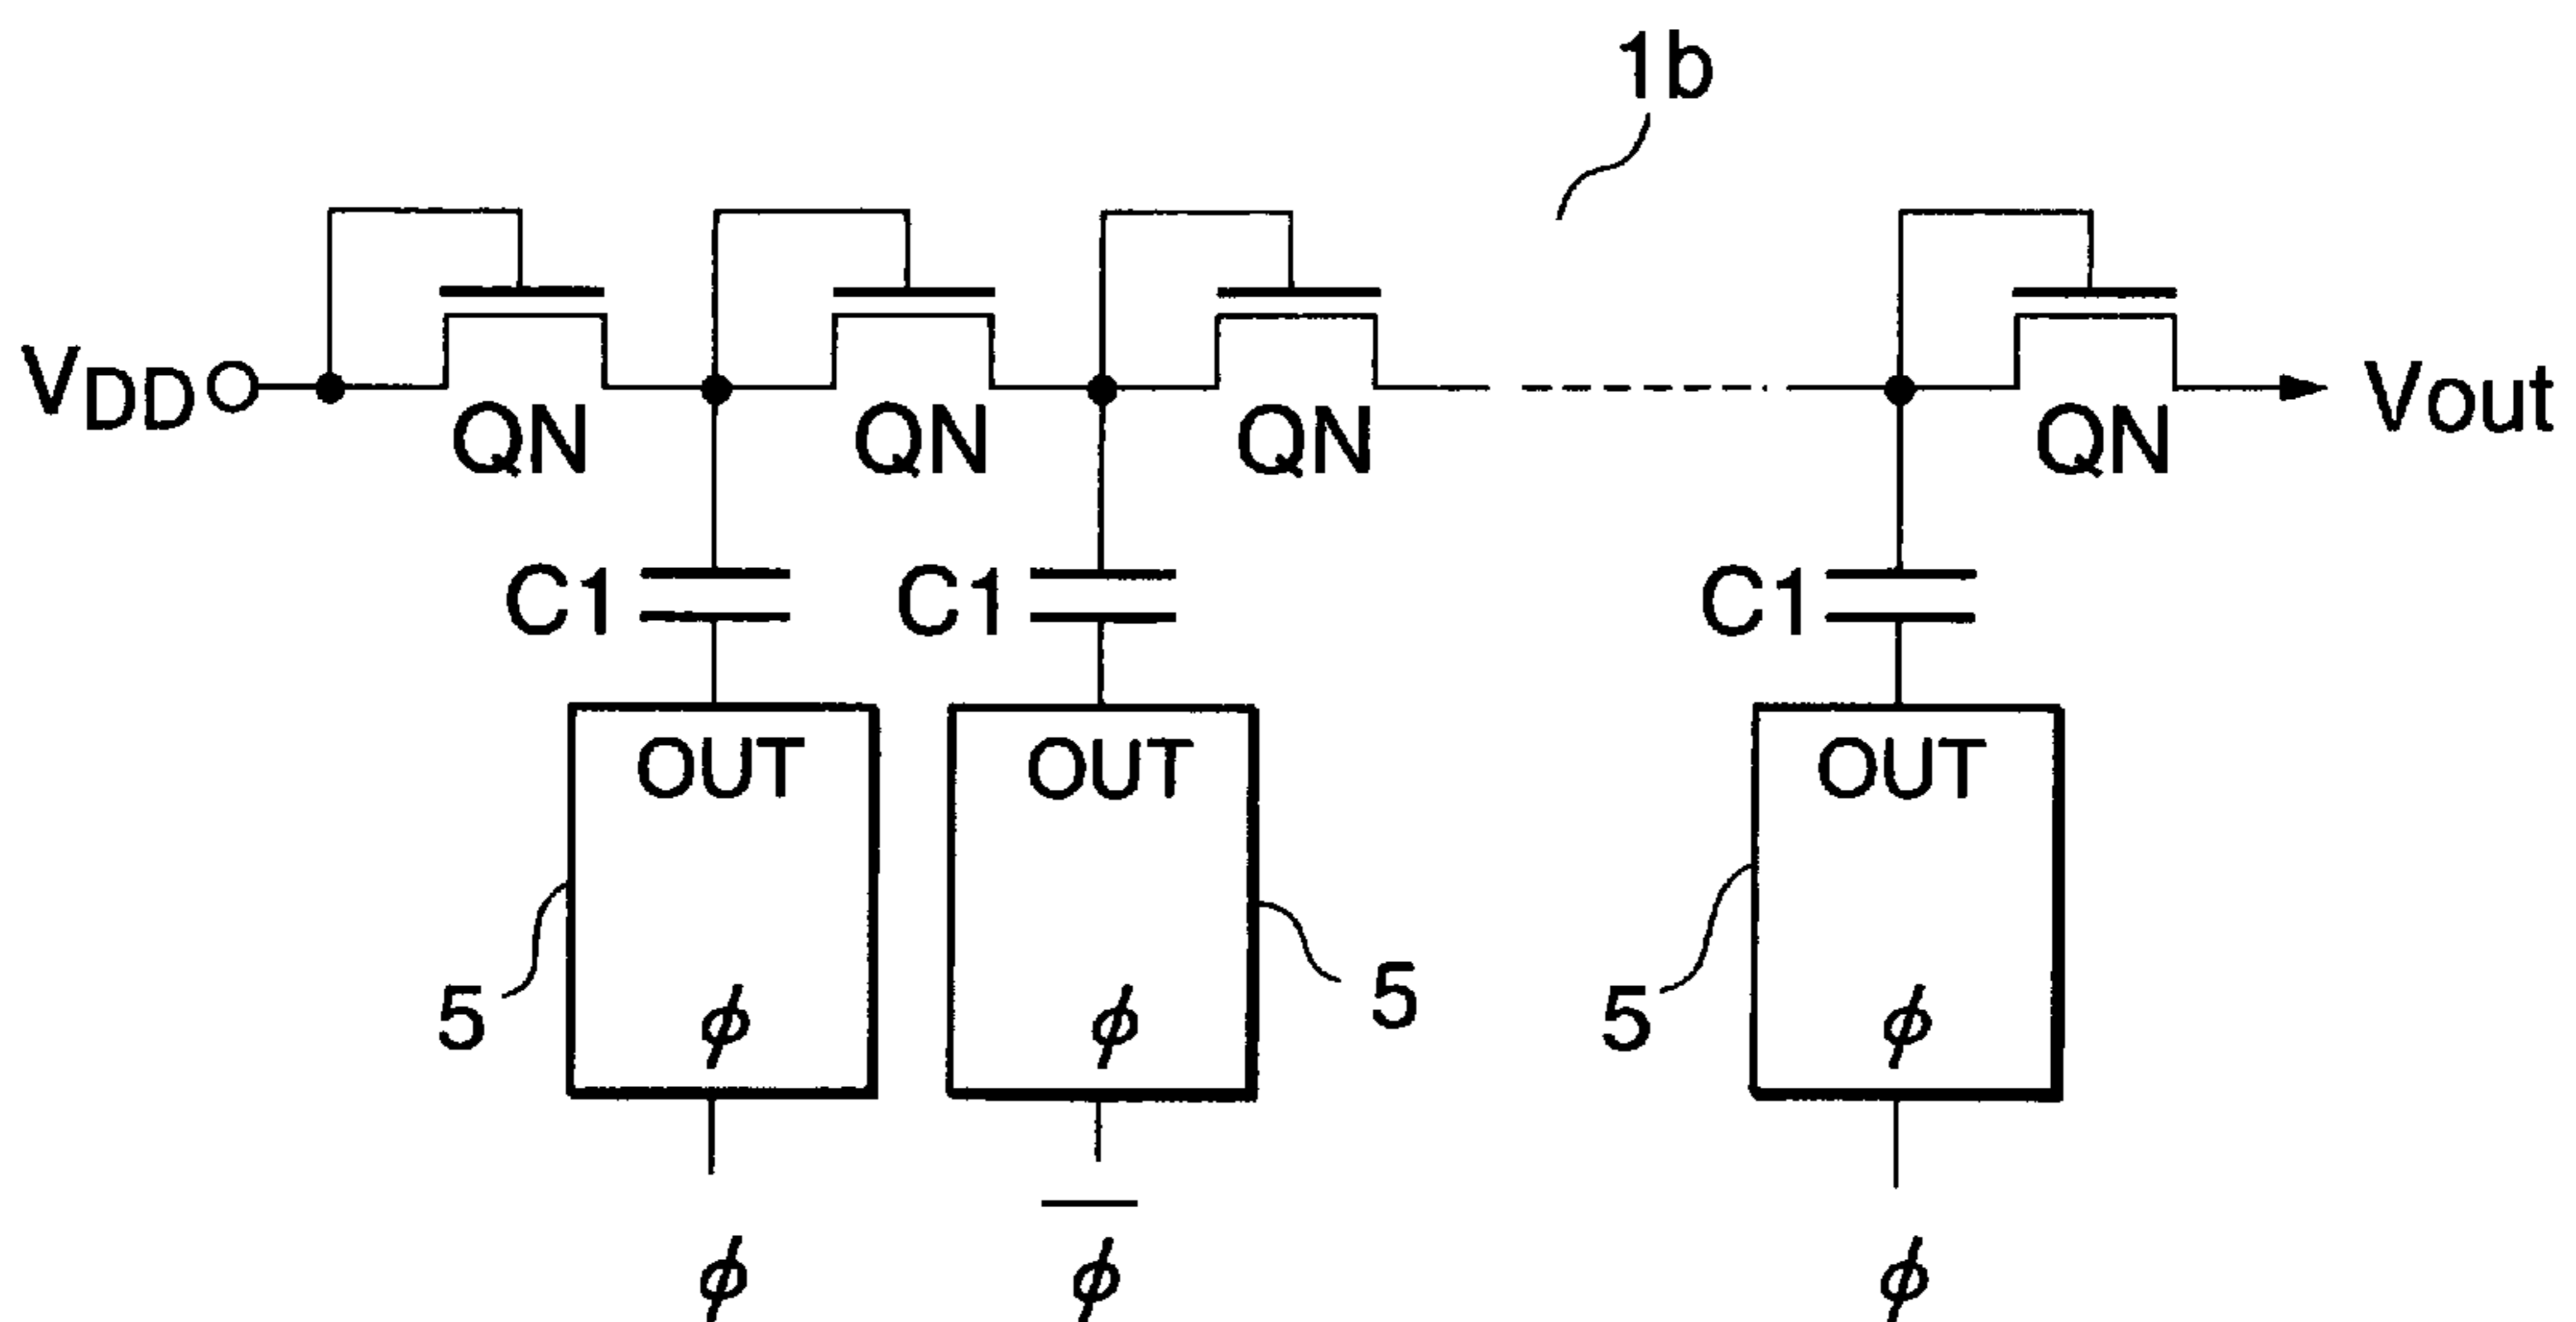 1b
VDD
QN QN QN QN
Vout
C1 C1 C1
OUT OUT OUT
5 5 5
ϕ ϕ ϕ
ϕ ϕ̅ ϕ